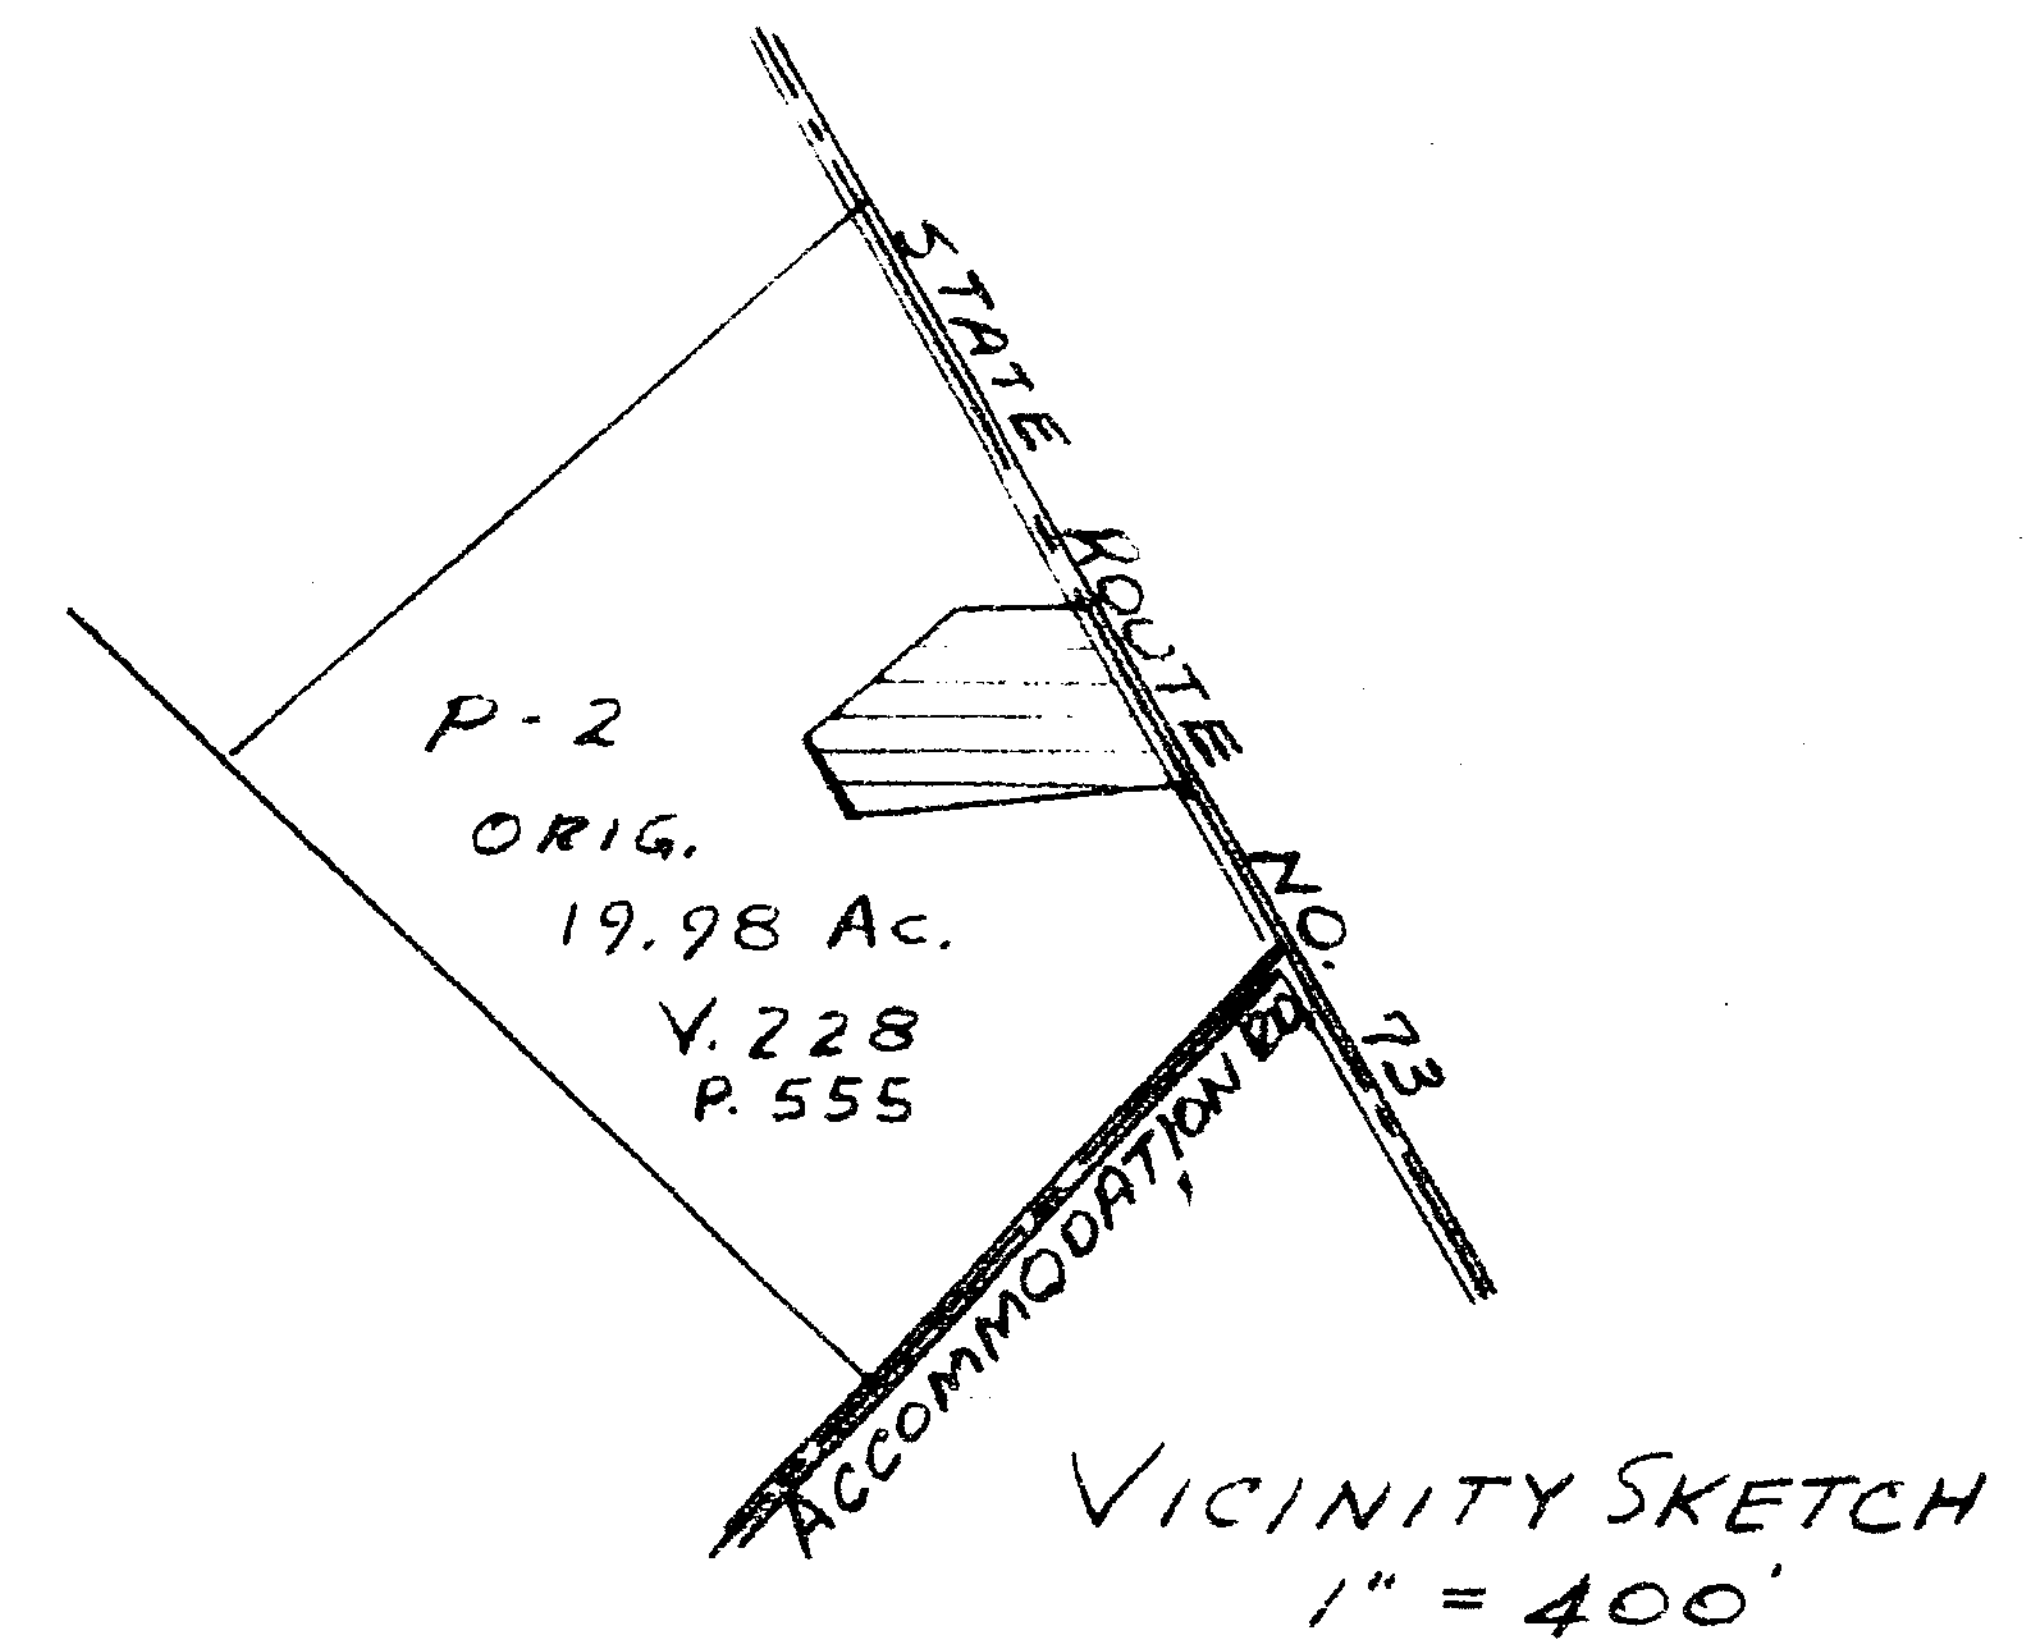 STATE ROUTE NO. 73
P-2
ORIG.
19.98 Ac.
V. 228
P. 555
ACCOMMODATION RD
VICINITY SKETCH
1" = 400'